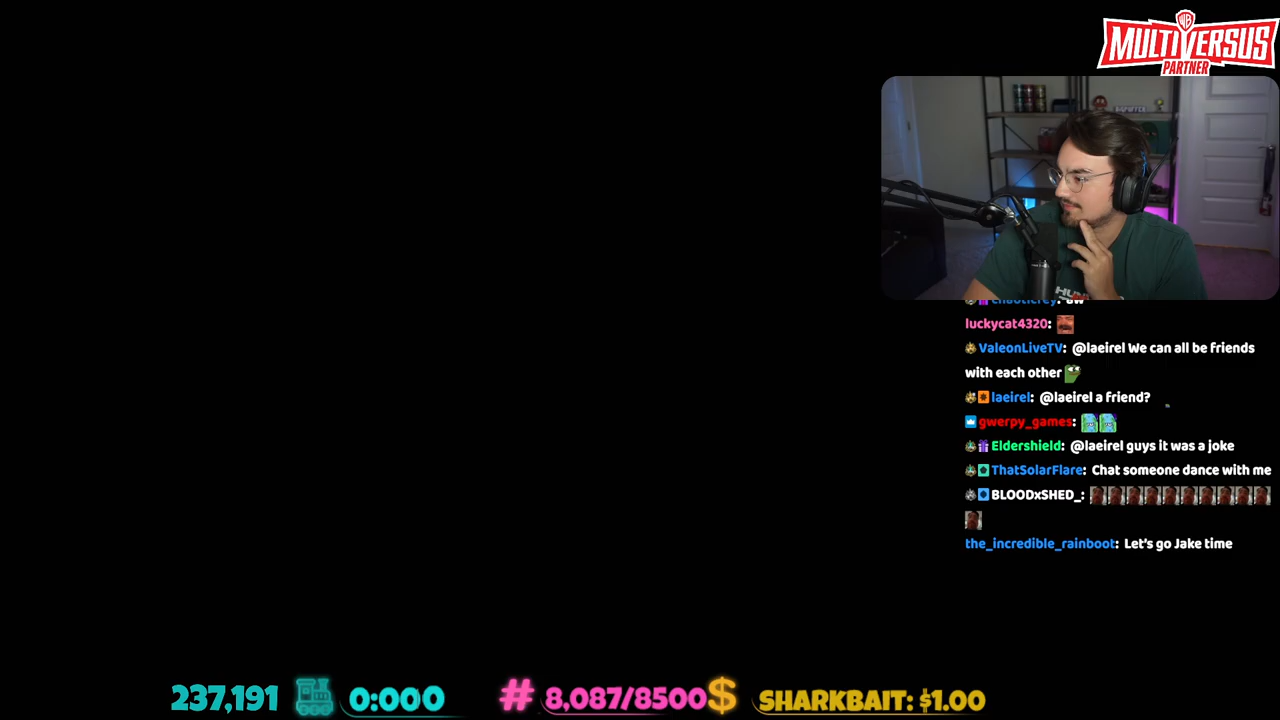 MULTIVERSUS
PARTNER
luckycat4320:
ValeonLiveTV: @laeirel We can all be friends
with each other
laeirel: @laeirel a friend?
gwerpy_games:
Eldershield: @laeirel guys it was a joke
ThatSolarFlare: Chat someone dance with me
BLOODxSHED_:
the_incredible_rainboot: Let's go Jake time
237,191 0:000 # 8,087/8500 $ SHARKBAIT: $1.00